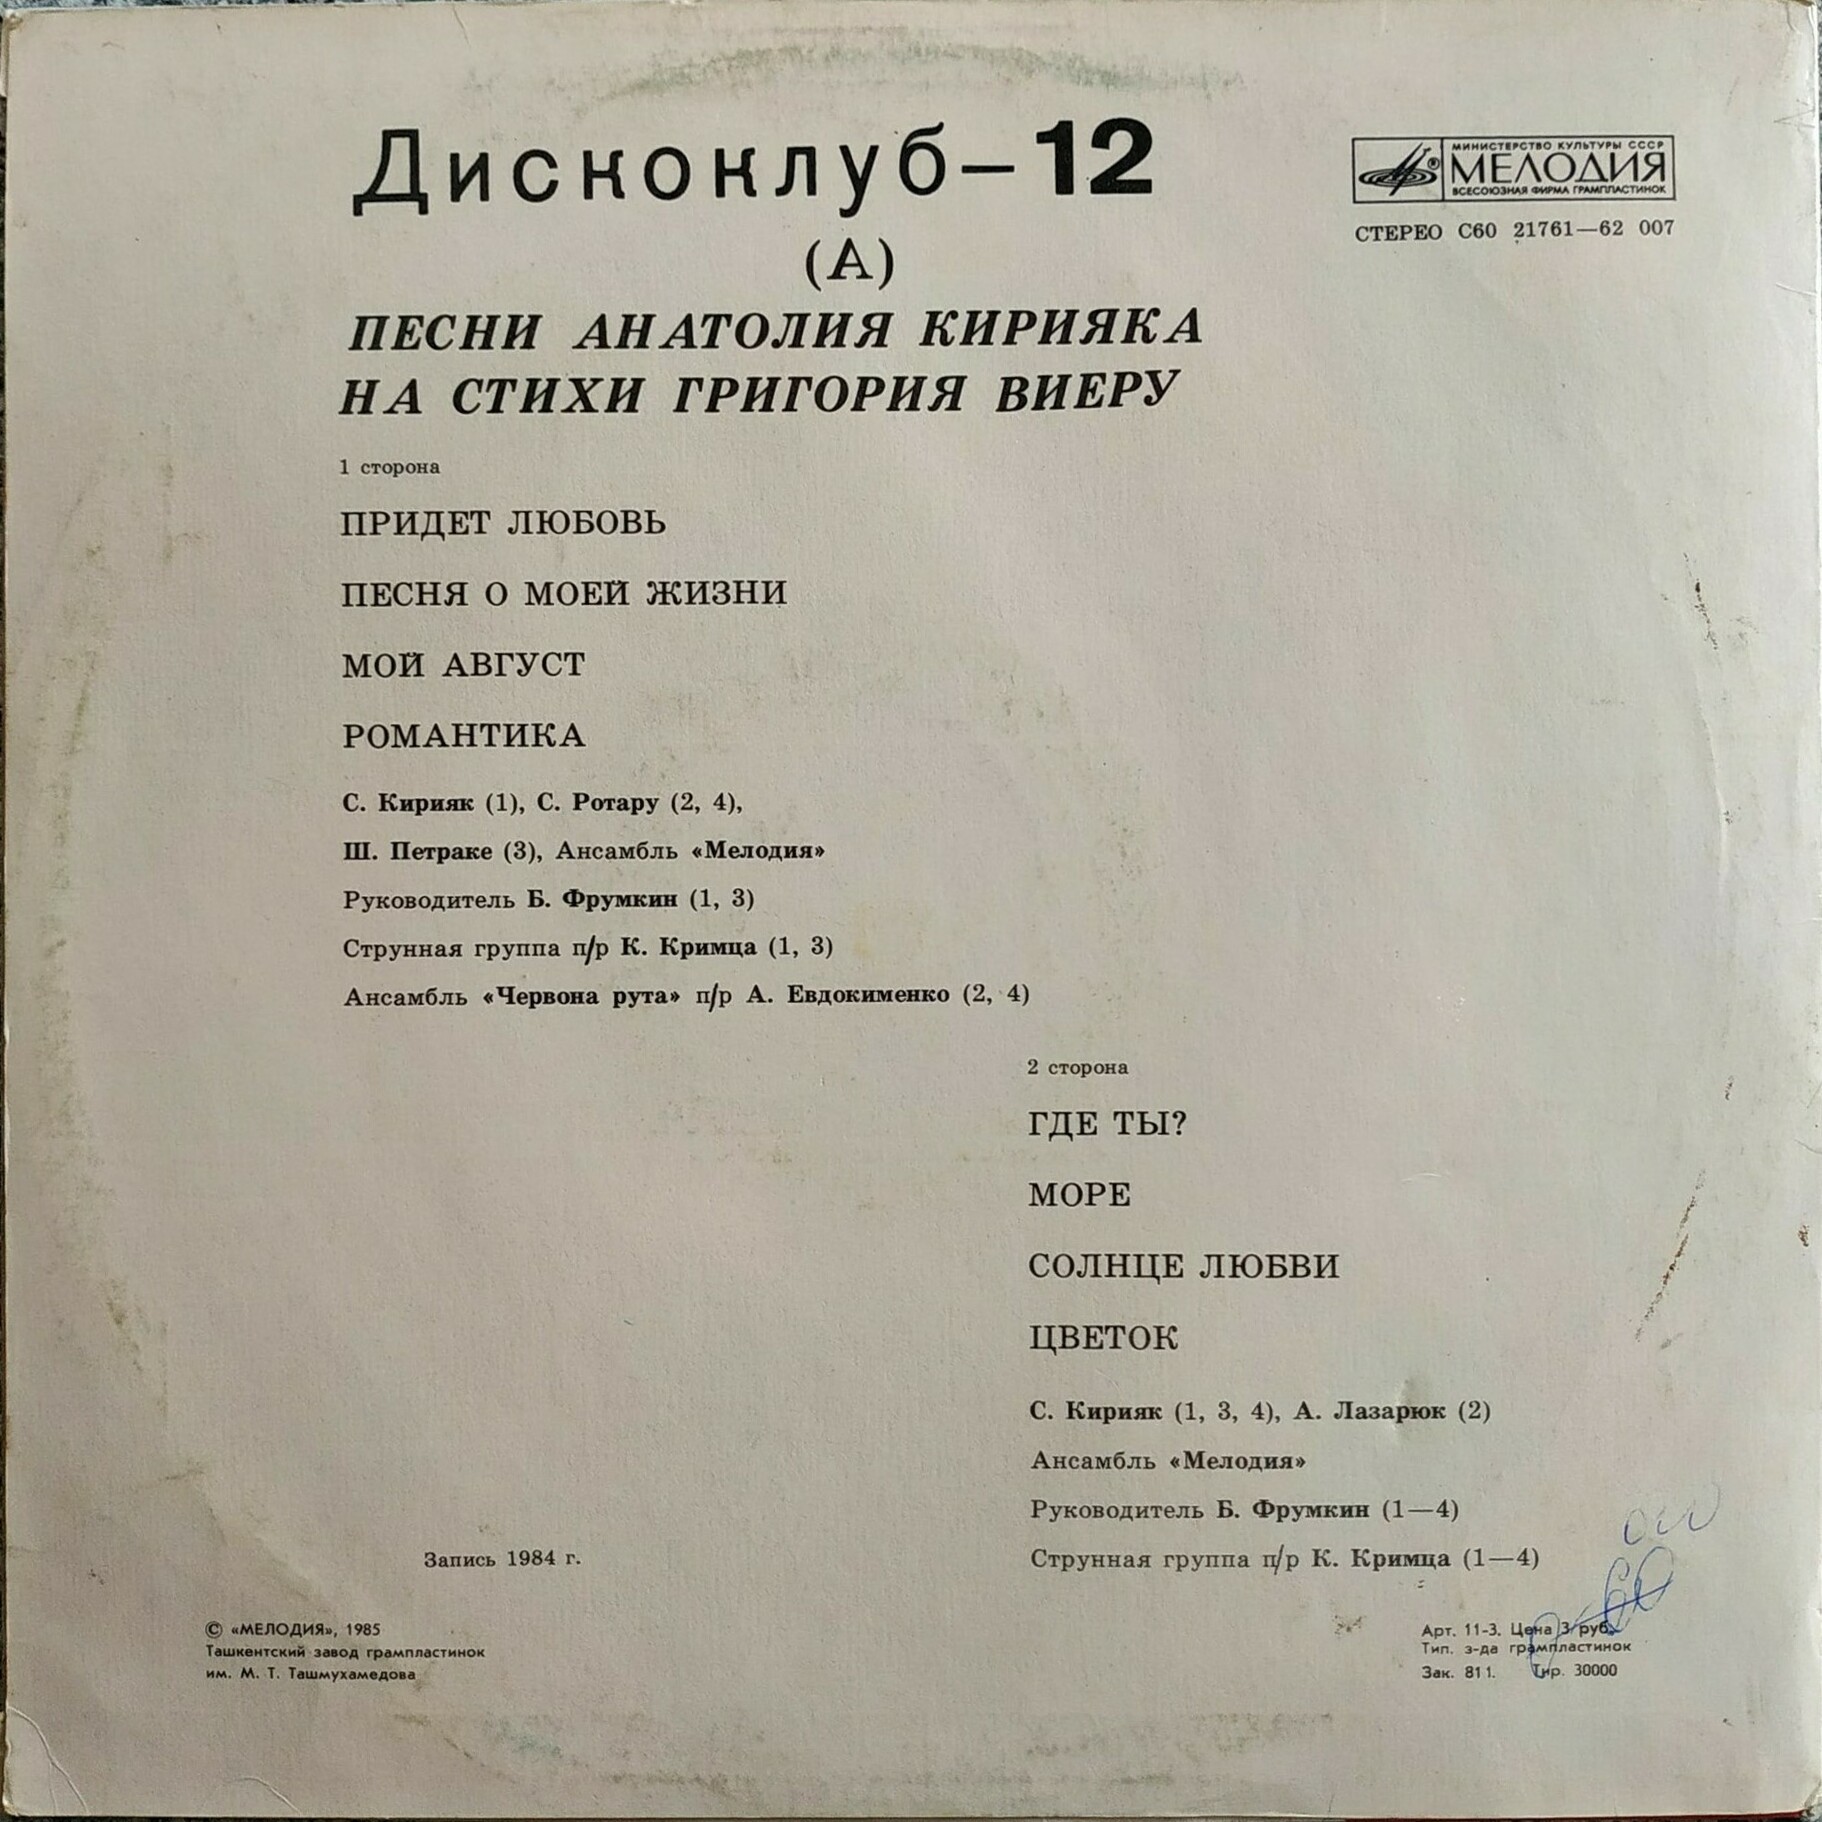 Дискоклуб–12
(А)
МИНИСТЕРСТВО КУЛЬТУРЫ СССР
МЕЛОДИЯ
ВСЕСОЮЗНАЯ ФИРМА ГРАМПЛАСТИНОК
СТЕРЕО С60 21761—62 007
ПЕСНИ АНАТОЛИЯ КИРИЯКА
НА СТИХИ ГРИГОРИЯ ВИЕРУ
1 сторона
ПРИДЕТ ЛЮБОВЬ
ПЕСНЯ О МОЕЙ ЖИЗНИ
МОЙ АВГУСТ
РОМАНТИКА
С. Кирияк (1), С. Ротару (2, 4),
Ш. Петраке (3), Ансамбль «Мелодия»
Руководитель Б. Фрумкин (1, 3)
Струнная группа п/р К. Кримца (1, 3)
Ансамбль «Червона рута» п/р А. Евдокименко (2, 4)
2 сторона
ГДЕ ТЫ?
МОРЕ
СОЛНЦЕ ЛЮБВИ
ЦВЕТОК
С. Кирияк (1, 3, 4), А. Лазарюк (2)
Ансамбль «Мелодия»
Руководитель Б. Фрумкин (1—4)
Струнная группа п/р К. Кримца (1—4)
Запись 1984 г.
© «МЕЛОДИЯ», 1985
Ташкентский завод грампластинок
им. М. Т. Ташмухамедова
Арт. 11-3. Цена 3 руб.
Тип. з-да грампластинок
Зак. 811. Тир. 30000